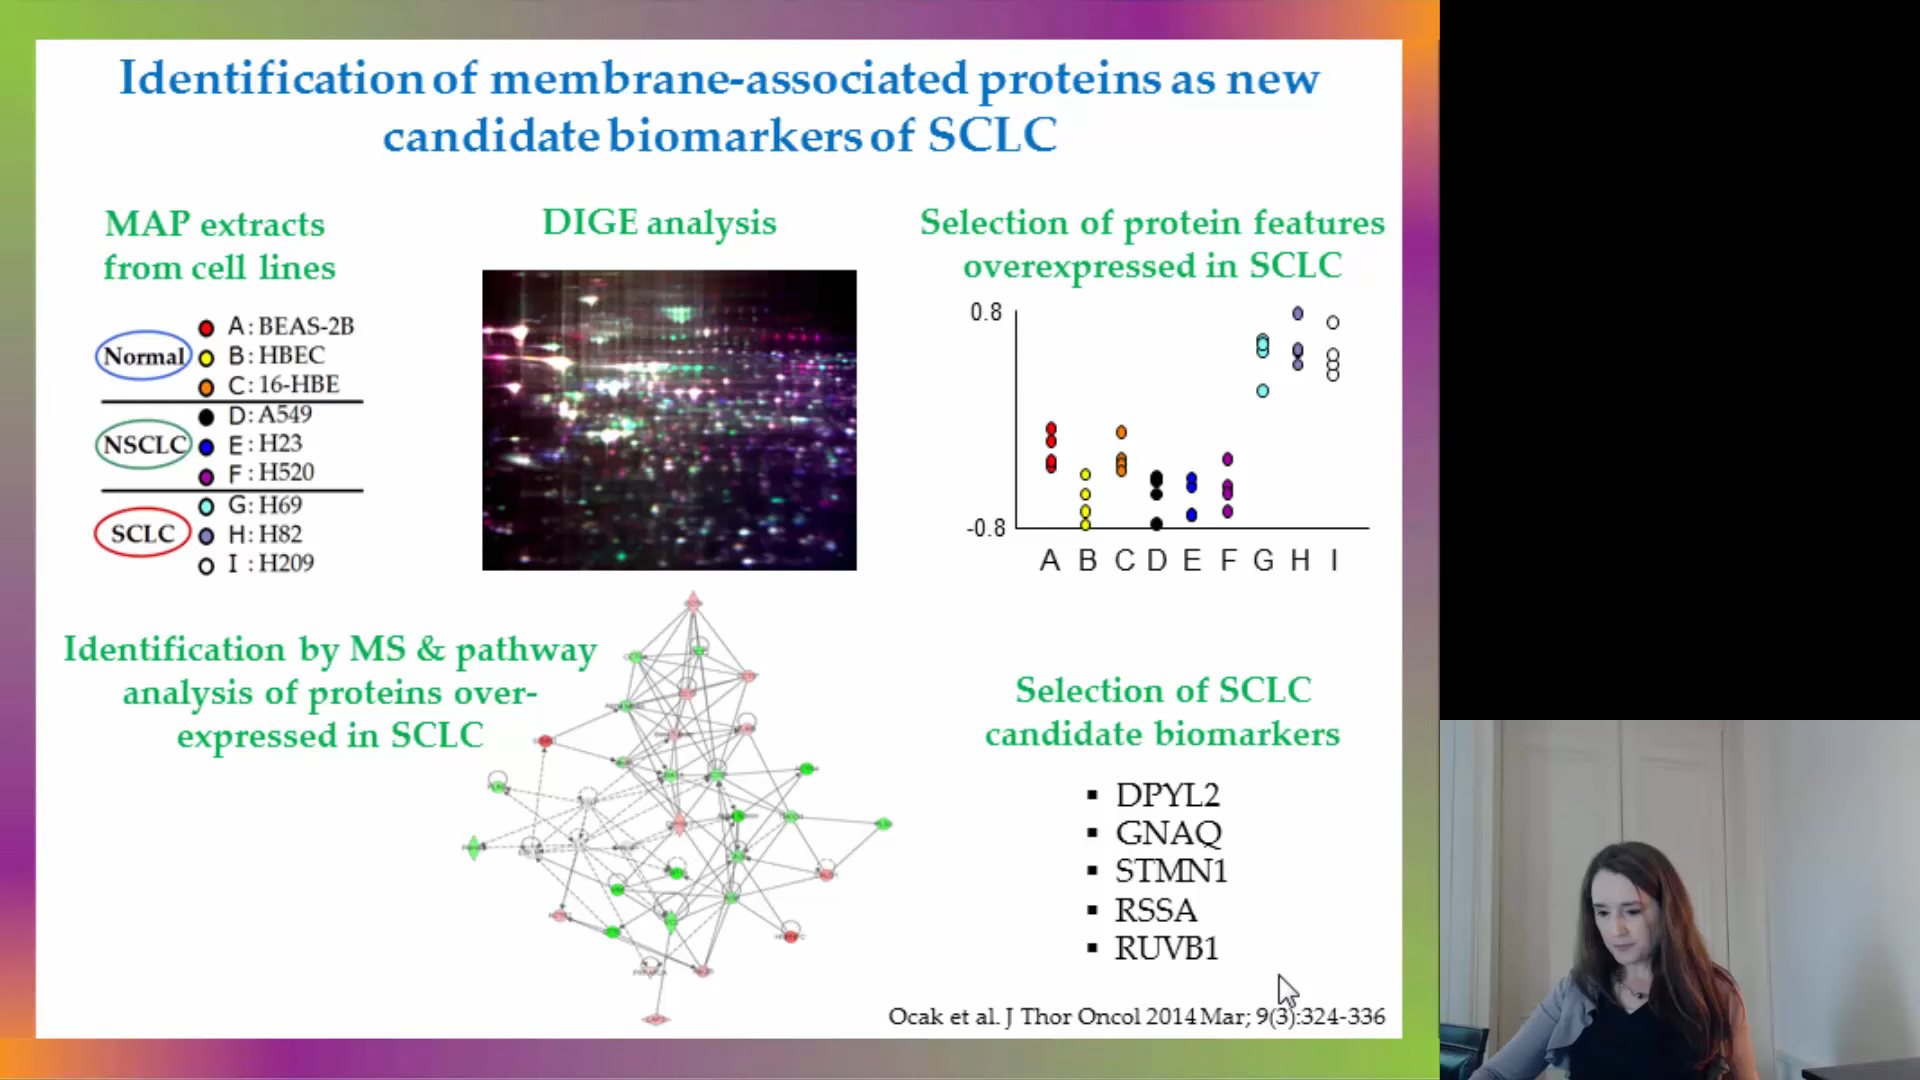 Identification of membrane-associated proteins as new
candidate biomarkers of SCLC
MAP extracts
from cell lines
Normal
A: BEAS-2B
B: HBEC
C: 16-HBE
NSCLC
D: A549
E: H23
F: H520
SCLC
G: H69
H: H82
I : H209
DIGE analysis
Selection of protein features
overexpressed in SCLC
0.8
-0.8
A B C D E F G H I
Identification by MS & pathway
analysis of proteins over-
expressed in SCLC
Selection of SCLC
candidate biomarkers
▪ DPYL2
▪ GNAQ
▪ STMN1
▪ RSSA
▪ RUVB1
Ocak et al. J Thor Oncol 2014 Mar; 9(3):324-336